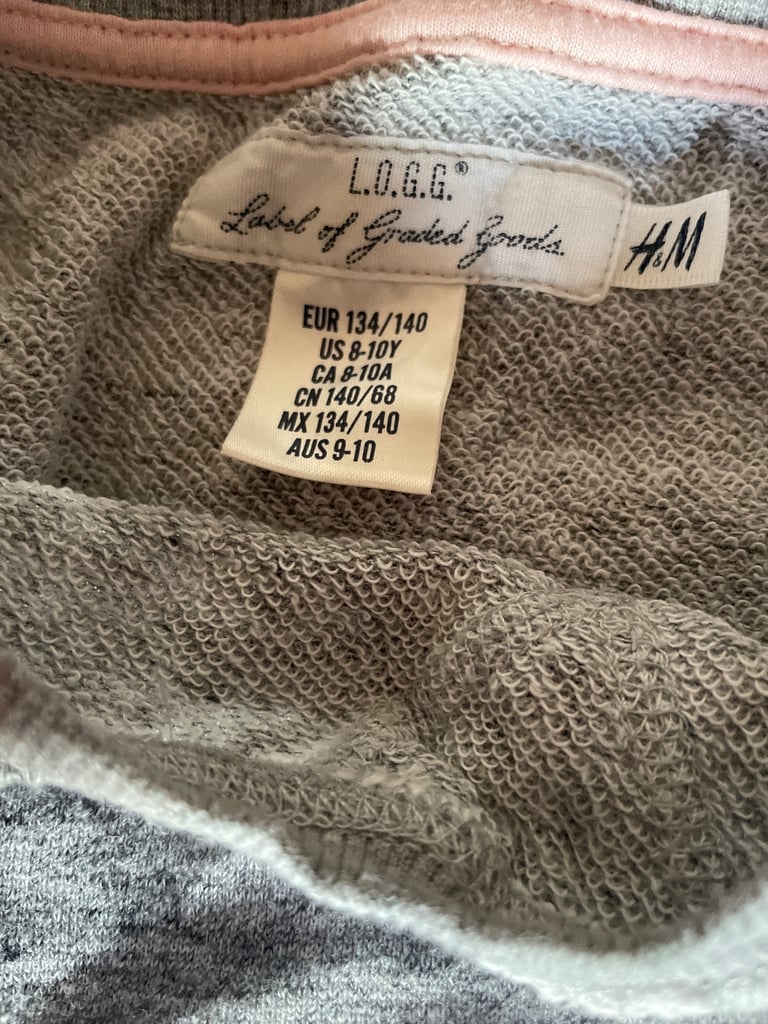 L.O.G.G.®
Label of Graded Goods.
H&M
EUR 134/140
US 8-10Y
CA 8-10A
CN 140/68
MX 134/140
AUS 9-10